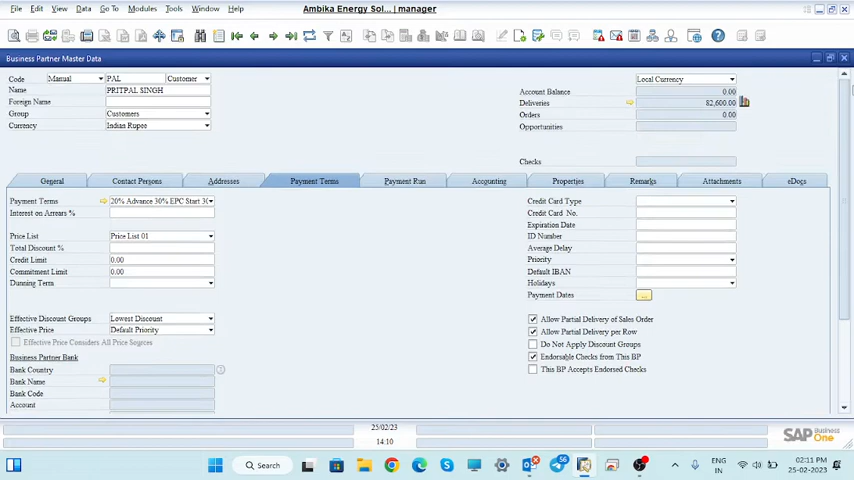 File Edit View Data Go To Modules Tools Window Help
Ambika Energy Sol... | manager
Business Partner Master Data
Code Manual PAL Customer
Name PRITPAL SINGH
Foreign Name
Group Customers
Currency Indian Rupee
Local Currency
Account Balance 0.00
Deliveries 82,600.00
Orders 0.00
Opportunities
Checks
General Contact Persons Addresses Payment Terms Payment Run Accounting Properties Remarks Attachments eDocs
Payment Terms 20% Advance 30% EPC Start 30
Interest on Arrears %
Price List Price List 01
Total Discount %
Credit Limit 0.00
Commitment Limit 0.00
Dunning Term
Effective Discount Groups Lowest Discount
Effective Price Default Priority
Effective Price Considers All Price Sources
Business Partner Bank
Bank Country
Bank Name
Bank Code
Account
Credit Card Type
Credit Card No.
Expiration Date
ID Number
Average Delay
Priority
Default IBAN
Holidays
Payment Dates ...
Allow Partial Delivery of Sales Order
Allow Partial Delivery per Row
Do Not Apply Discount Groups
Endorsable Checks from This BP
This BP Accepts Endorsed Checks
25/02/23
14:10
SAP Business One
Search
56
ENG
IN
02:11 PM
25-02-2023